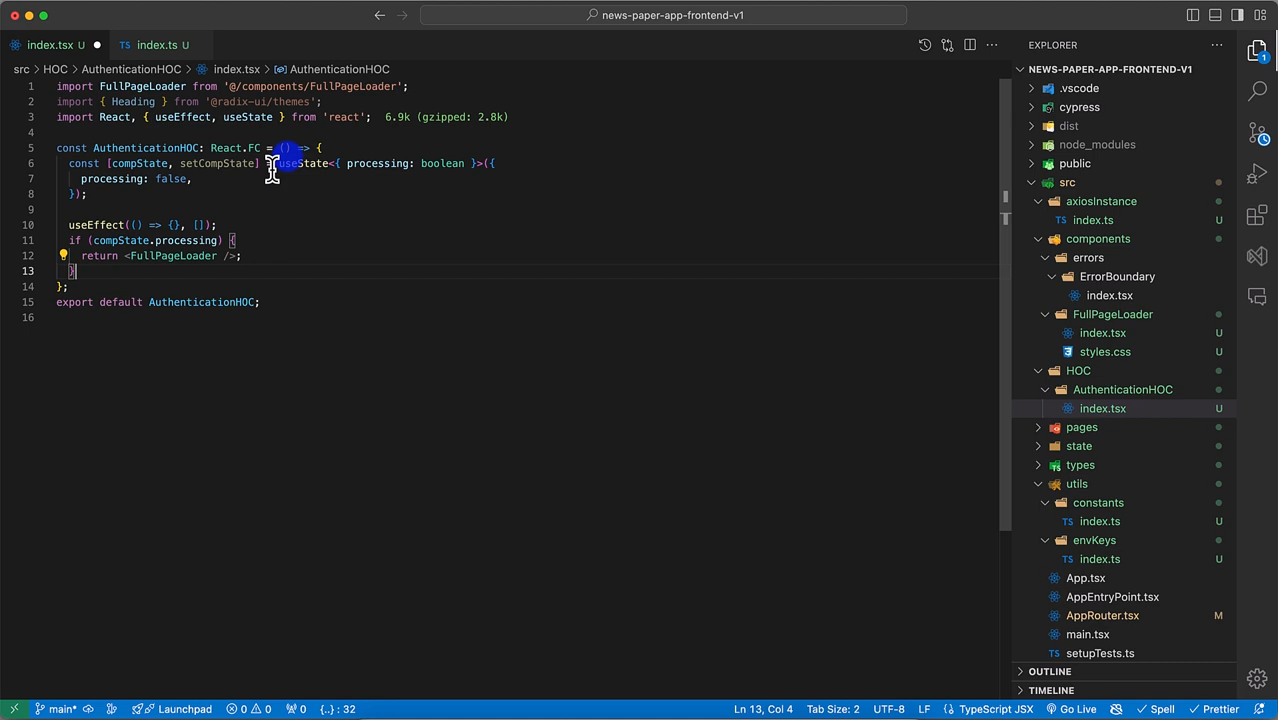 news-paper-app-frontend-v1
index.tsx U
TS index.ts U
EXPLORER
src > HOC > AuthenticationHOC > index.tsx > AuthenticationHOC
1 import FullPageLoader from '@/components/FullPageLoader';
2 import { Heading } from '@radix-ui/themes';
3 import React, { useEffect, useState } from 'react'; 6.9k (gzipped: 2.8k)
4
5 const AuthenticationHOC: React.FC = () => {
6 const [compState, setCompState] = useState<{ processing: boolean }>({
7 processing: false,
8 });
9
10 useEffect(() => {}, []);
11 if (compState.processing) {
12 return <FullPageLoader />;
13 }
14 };
15 export default AuthenticationHOC;
16
NEWS-PAPER-APP-FRONTEND-V1
.vscode
cypress
dist
node_modules
public
src
axiosInstance
TS index.ts U
components
errors
ErrorBoundary
index.tsx
FullPageLoader
index.tsx U
styles.css U
HOC
AuthenticationHOC
index.tsx U
pages
state
types
utils
constants
TS index.ts U
envKeys
TS index.ts U
App.tsx
AppEntryPoint.tsx
AppRouter.tsx M
main.tsx
setupTests.ts
OUTLINE
TIMELINE
1
main* Launchpad 0 0 0 {..} : 32 Ln 13, Col 4 Tab Size: 2 UTF-8 LF {} TypeScript JSX Go Live Spell Prettier